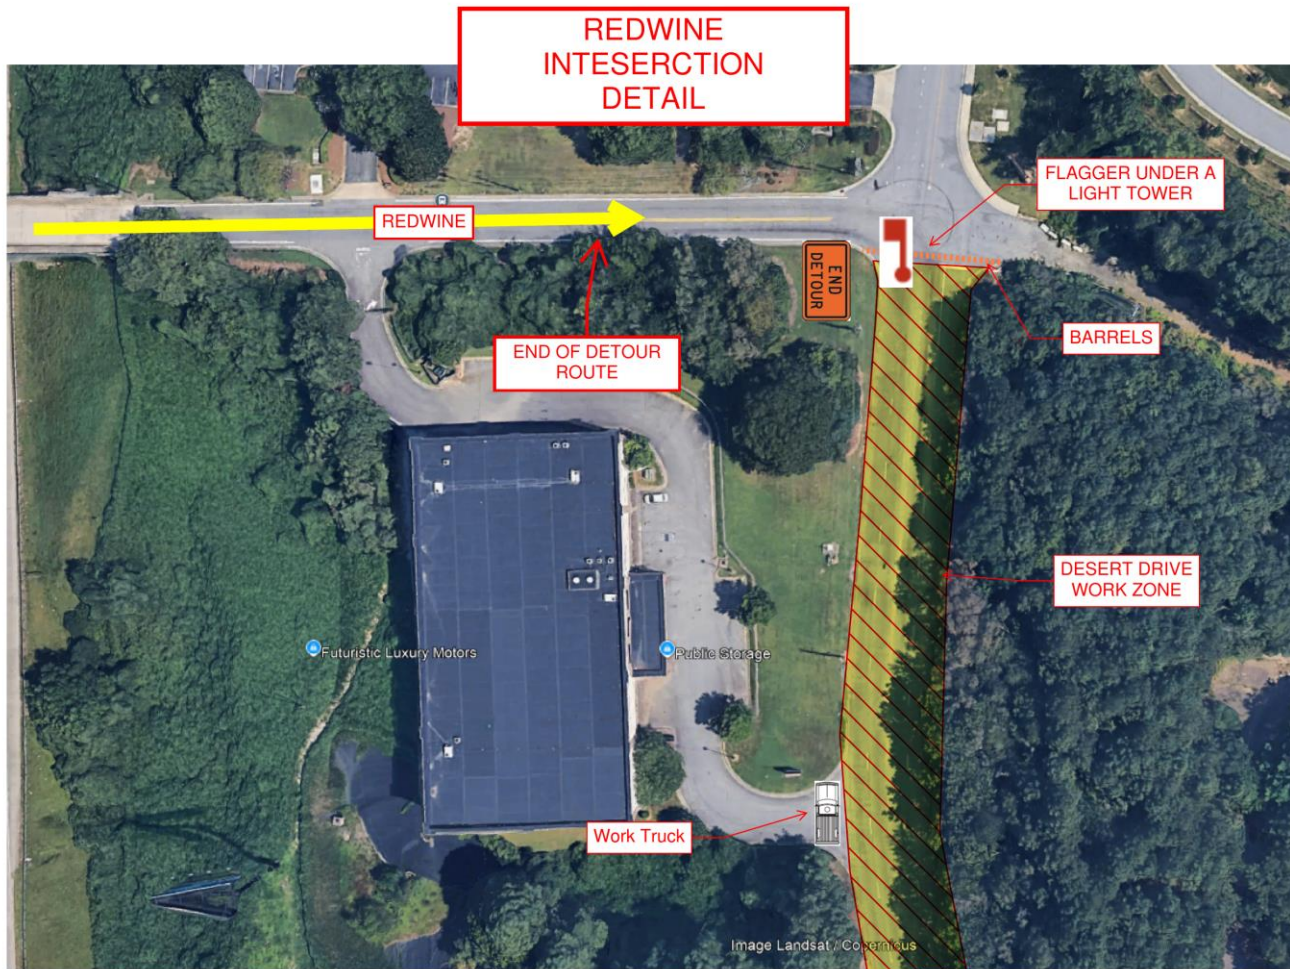 REDWINE
INTESERCTION
DETAIL
FLAGGER UNDER A
LIGHT TOWER
REDWINE
END
DETOUR
BARRELS
END OF DETOUR
ROUTE
DESERT DRIVE
WORK ZONE
Futuristic Luxury Motors
Public Storage
Work Truck
Image Landsat / Copernicus